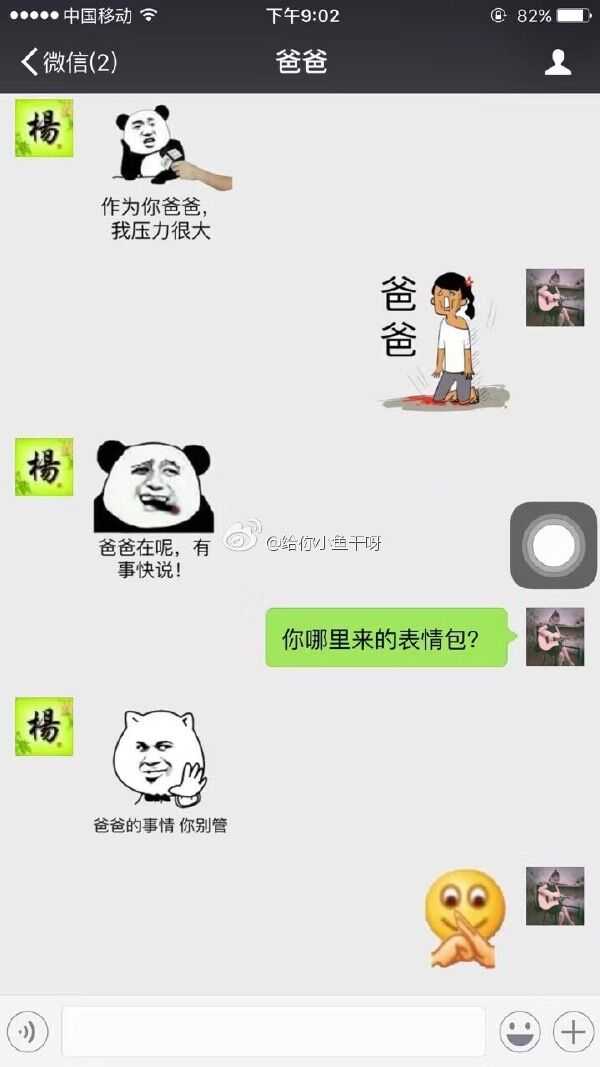 中国移动
下午9:02
82%
微信(2)
爸爸
楊
作为你爸爸，
我压力很大
爸
爸
楊
爸爸在呢，有
事快说！
@给你小鱼干呀
你哪里来的表情包?
楊
爸爸的事情 你别管